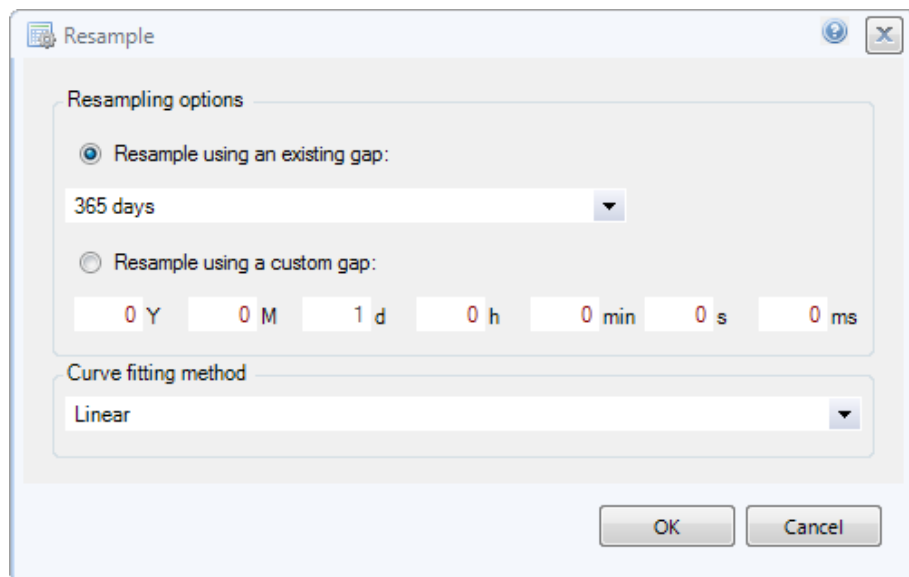 Resample
Resampling options
Resample using an existing gap:
365 days
Resample using a custom gap:
0 Y 0 M 1 d 0 h 0 min 0 s 0 ms
Curve fitting method
Linear
OK Cancel